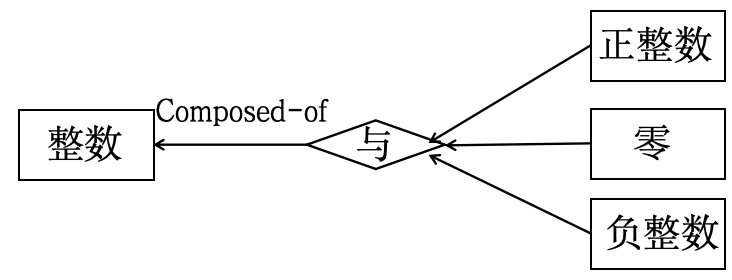 正整数
Composed-of
整数
与
零
负整数